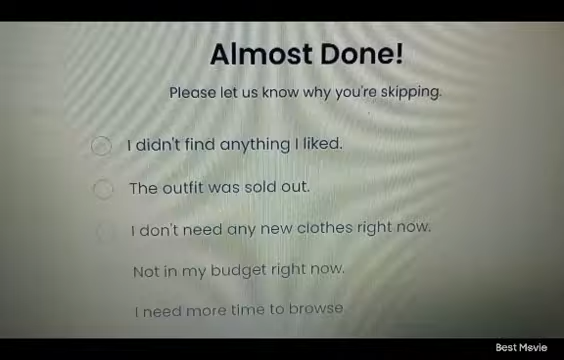 Almost Done!
Please let us know why you're skipping.
I didn't find anything I liked.
The outfit was sold out.
I don't need any new clothes right now.
Not in my budget right now.
I need more time to browse
Best Movie